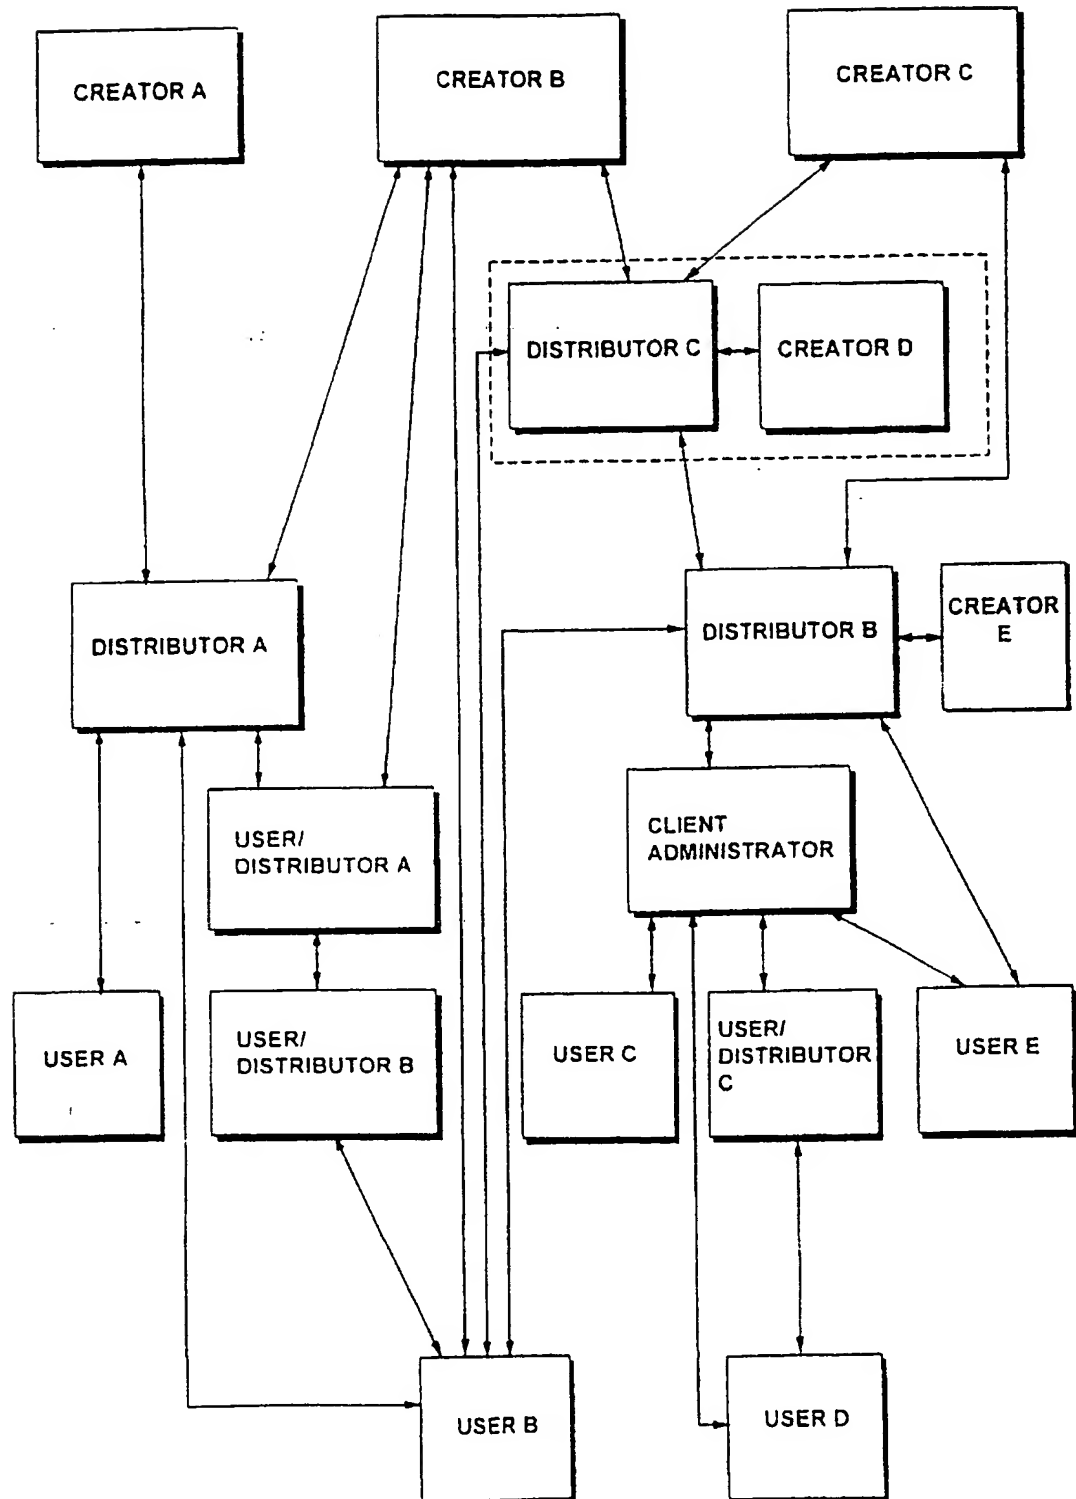 CREATOR A
CREATOR B
CREATOR C
DISTRIBUTOR C
CREATOR D
DISTRIBUTOR A
DISTRIBUTOR B
CREATOR
E
USER/
DISTRIBUTOR A
CLIENT
ADMINISTRATOR
USER A
USER/
DISTRIBUTOR B
USER C
USER/
DISTRIBUTOR
C
USER E
USER B
USER D